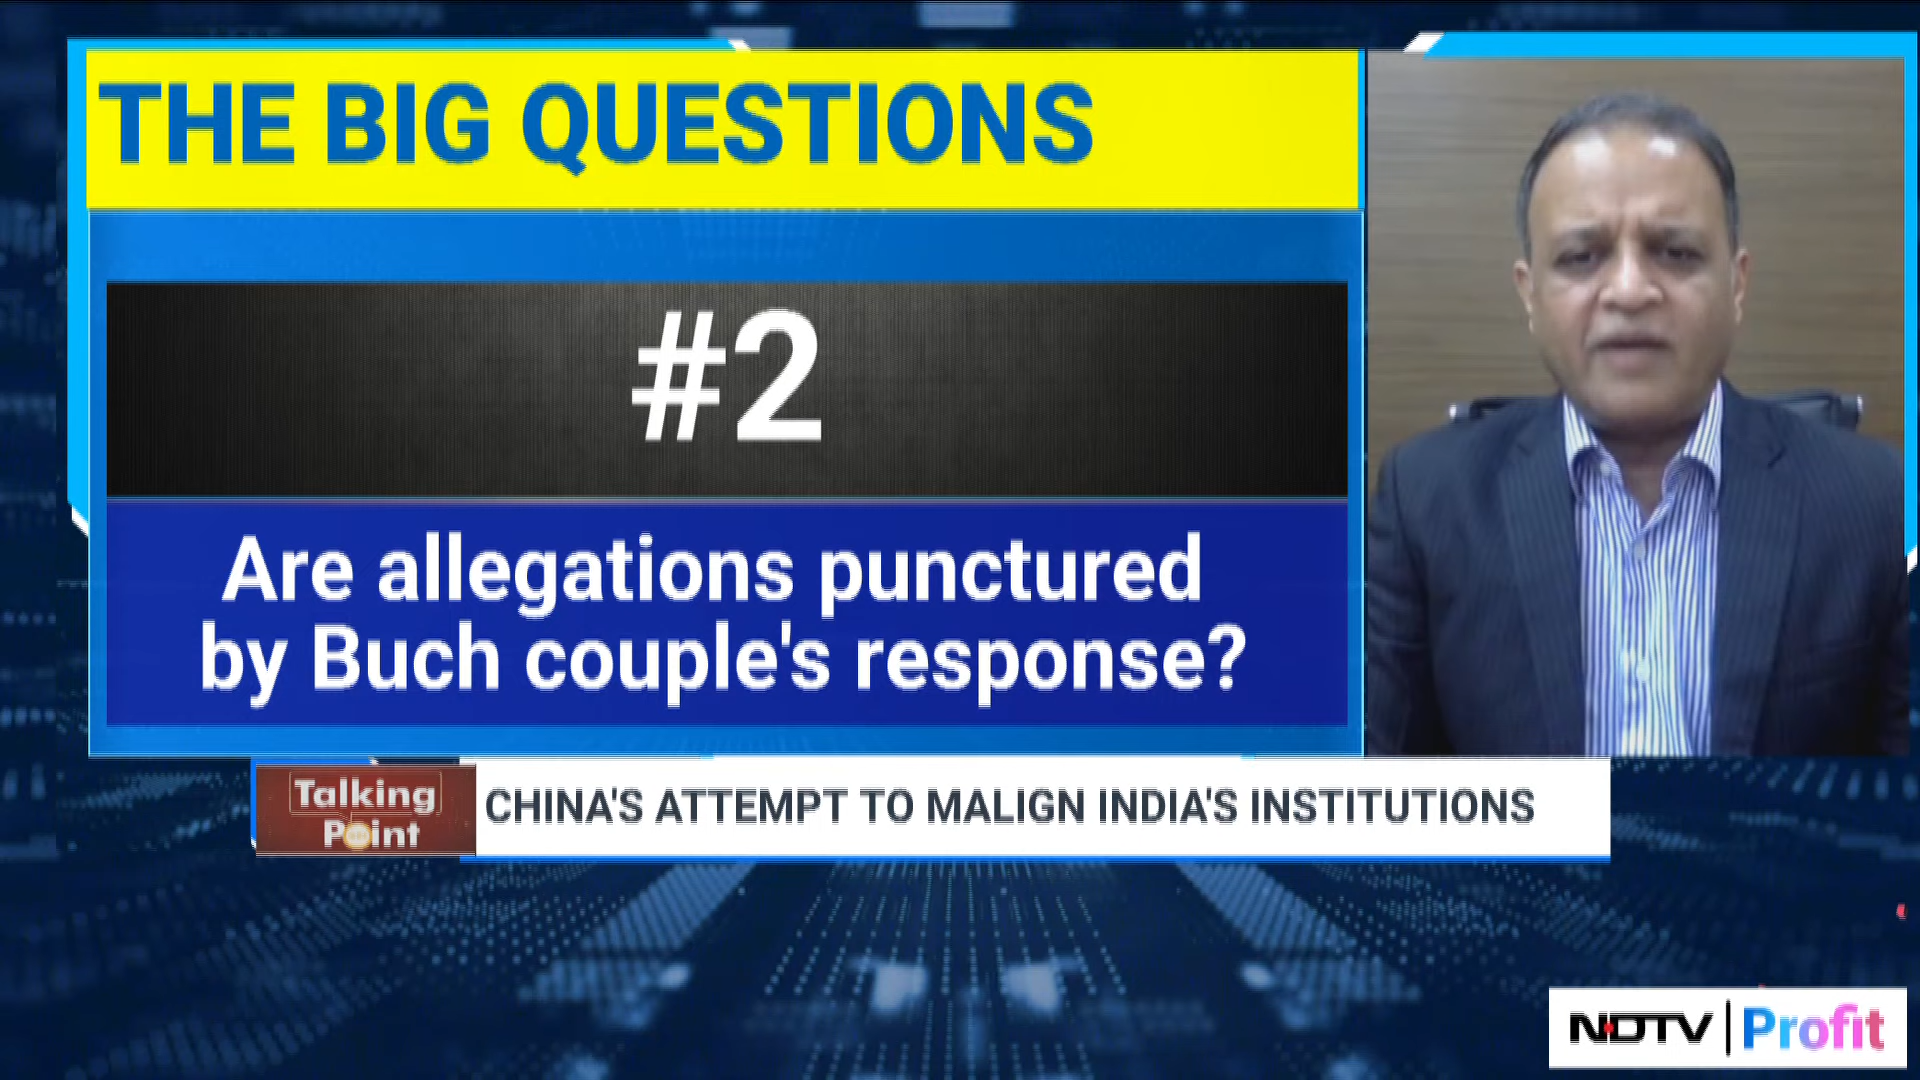 THE BIG QUESTIONS
#2
Are allegations punctured
by Buch couple's response?
Talking
Point
CHINA'S ATTEMPT TO MALIGN INDIA'S INSTITUTIONS
NDTV Profit